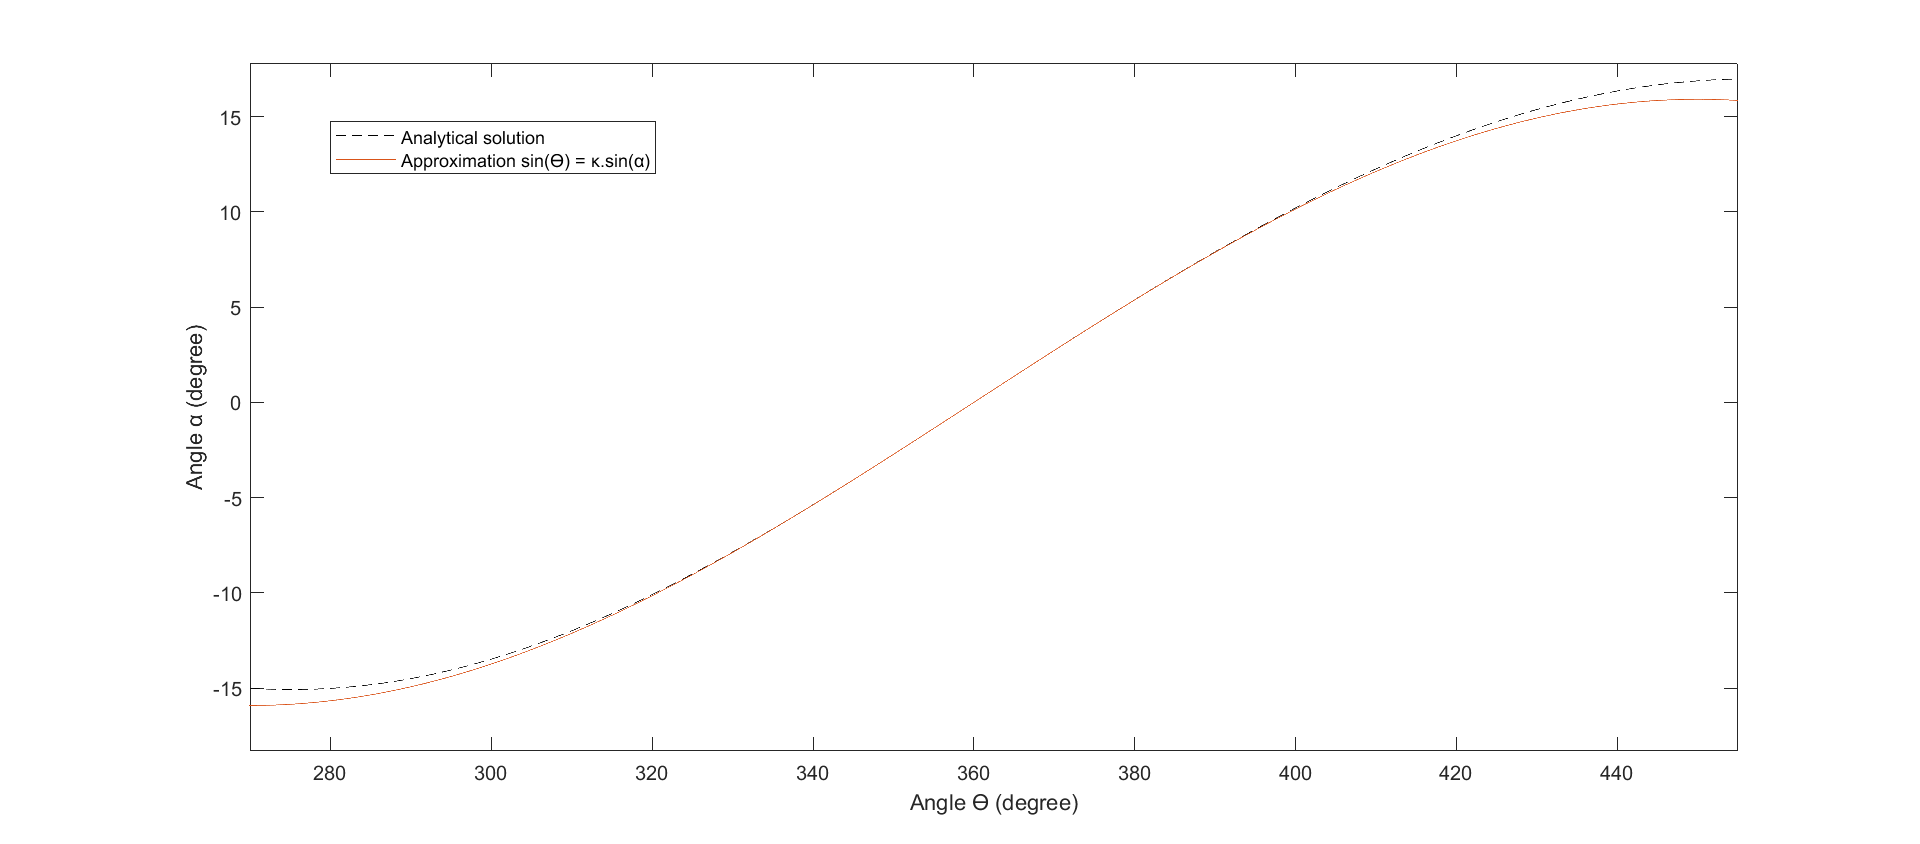 15
10
5
0
-5
-10
-15
Angle α (degree)
Analytical solution
Approximation sin(Ө) = κ.sin(α)
280 300 320 340 360 380 400 420 440
Angle Ө (degree)